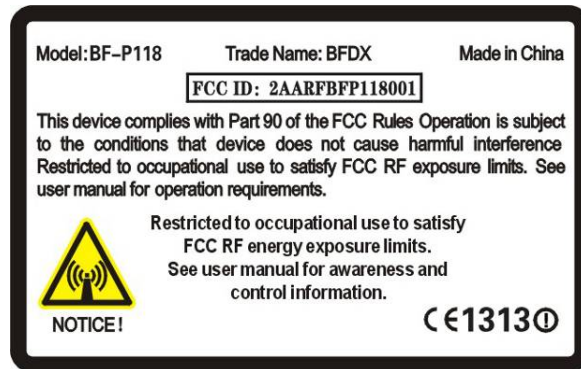 Model:BF-P118 Trade Name: BFDX Made in China
FCC ID: 2AARFBFP118001
This device complies with Part 90 of the FCC Rules Operation is subject
to the conditions that device does not cause harmful interference
Restricted to occupational use to satisfy FCC RF exposure limits. See
user manual for operation requirements.
Restricted to occupational use to satisfy
FCC RF energy exposure limits.
See user manual for awareness and
control information.
NOTICE!
CE1313